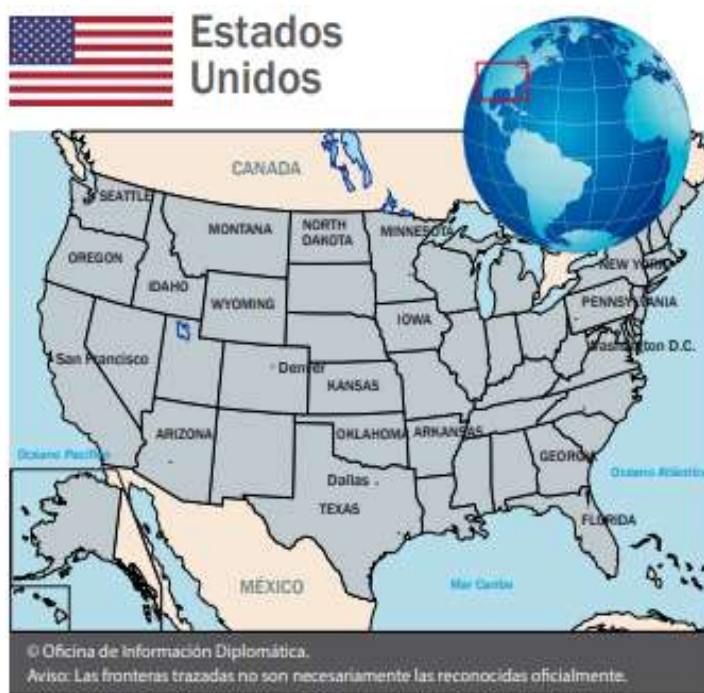 Estados
Unidos
CANADA
SEATTLE
MONTANA
NORTH
DAKOTA
MINNESOTA
OREGON
IDAHO
WYOMING
NEW YORK
PENNSYLVANIA
IOWA
San Francisco
Denver
Washington D.C.
KANSAS
ARIZONA
OKLAHOMA
ARKANSAS
GEORGIA
Océano Pacífico
Océano Atlántico
Dallas
TEXAS
FLORIDA
MÉXICO
Mar Caribe
© Oficina de Información Diplomática.
Aviso: Las fronteras trazadas no son necesariamente las reconocidas oficialmente.